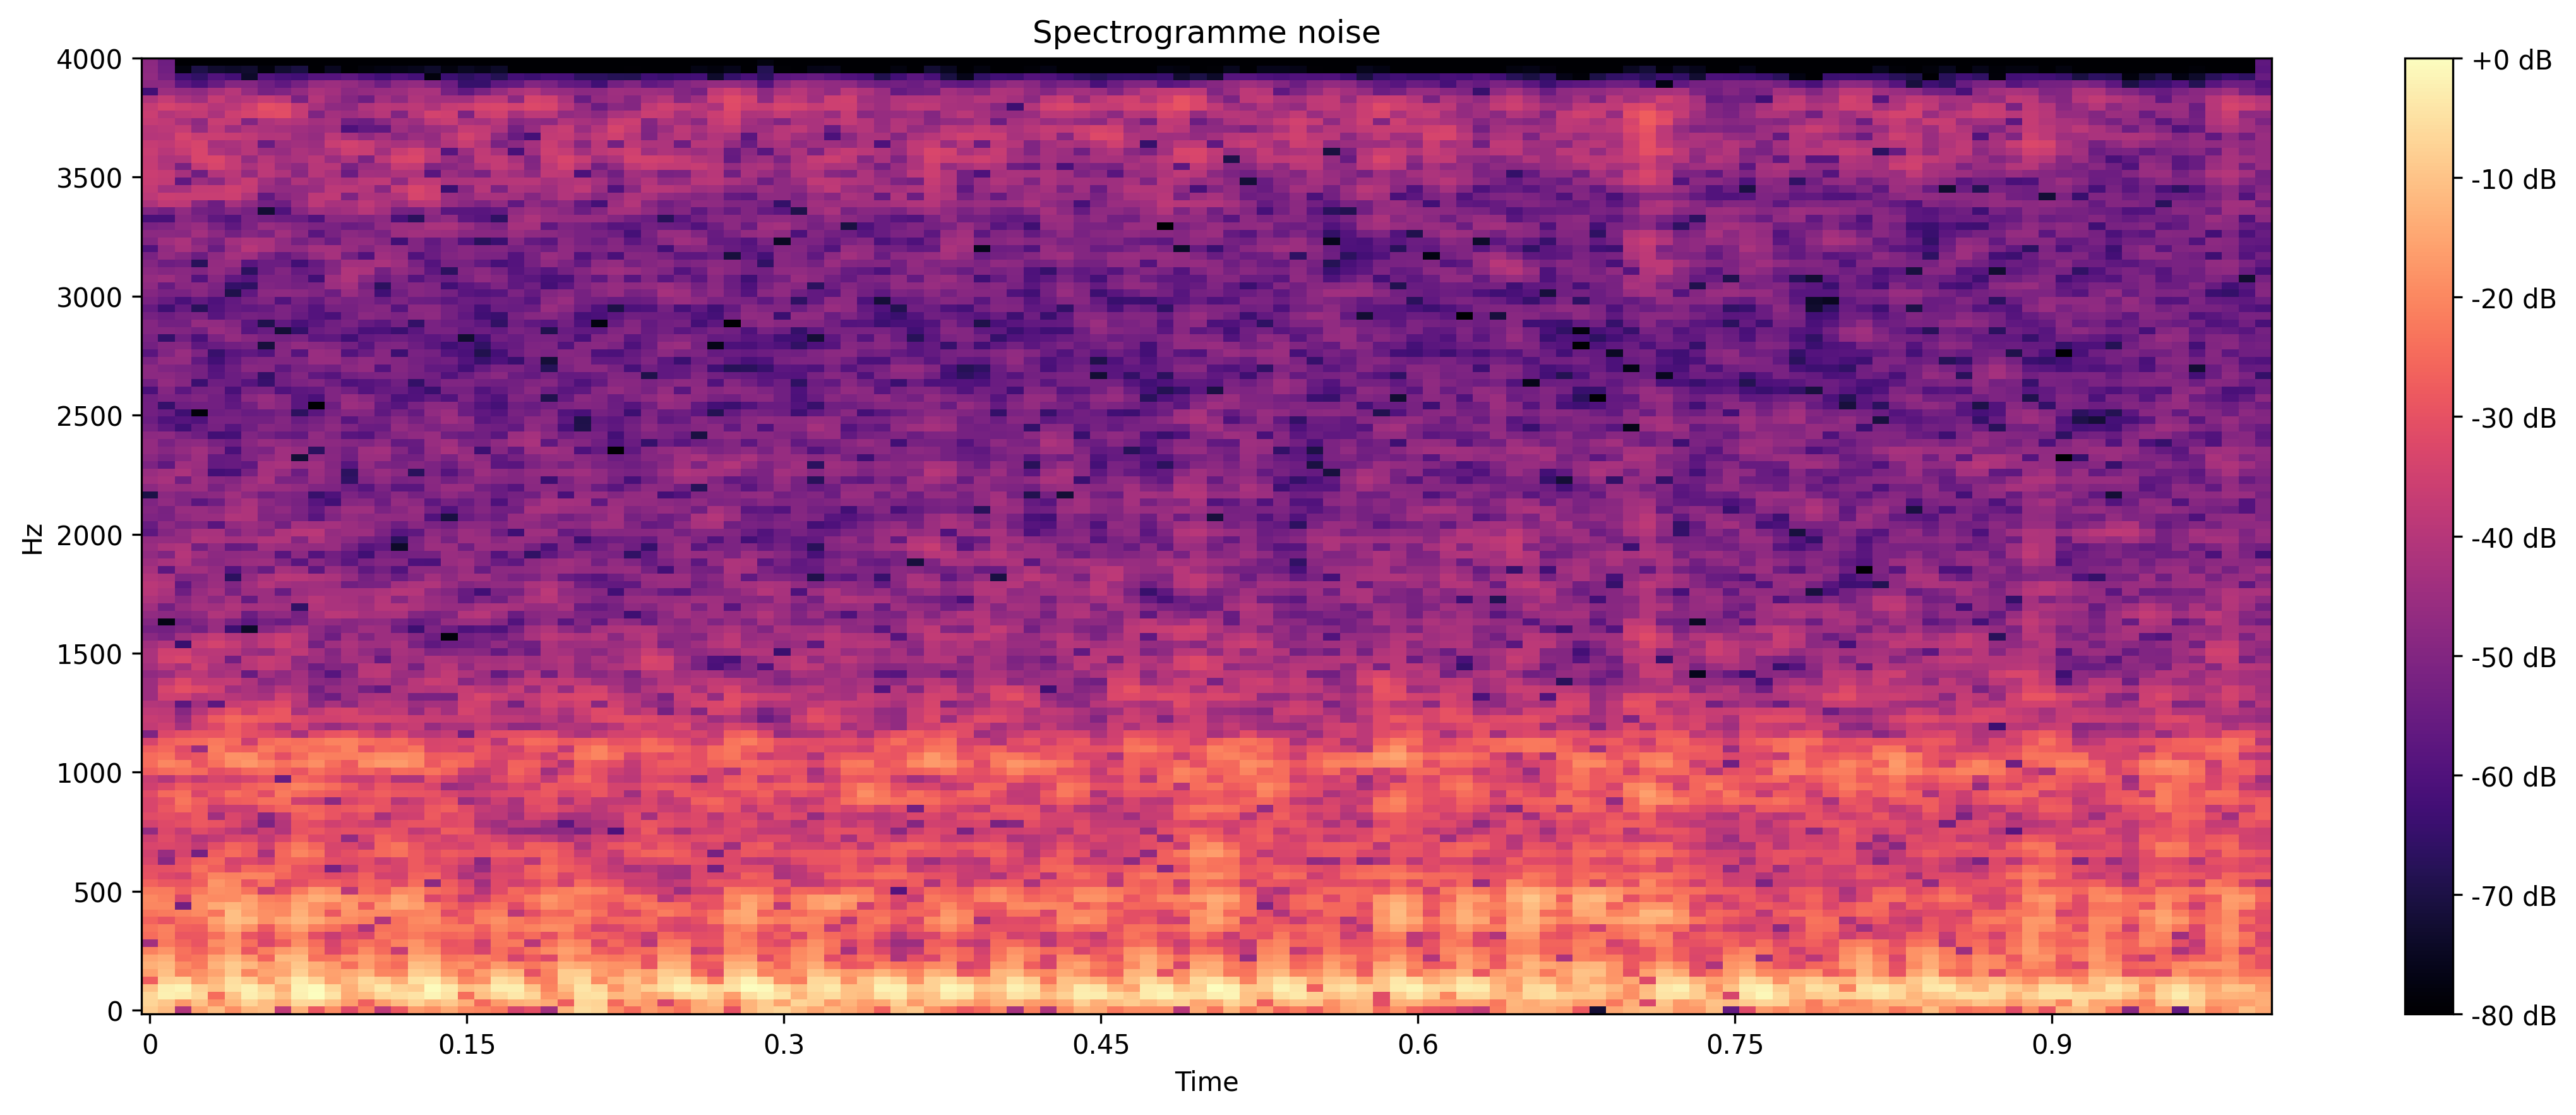 Spectrogramme noise
4000
3500
3000
2500
2000
1500
1000
500
0
Hz
0 0.15 0.3 0.45 0.6 0.75 0.9
Time
+0 dB
-10 dB
-20 dB
-30 dB
-40 dB
-50 dB
-60 dB
-70 dB
-80 dB